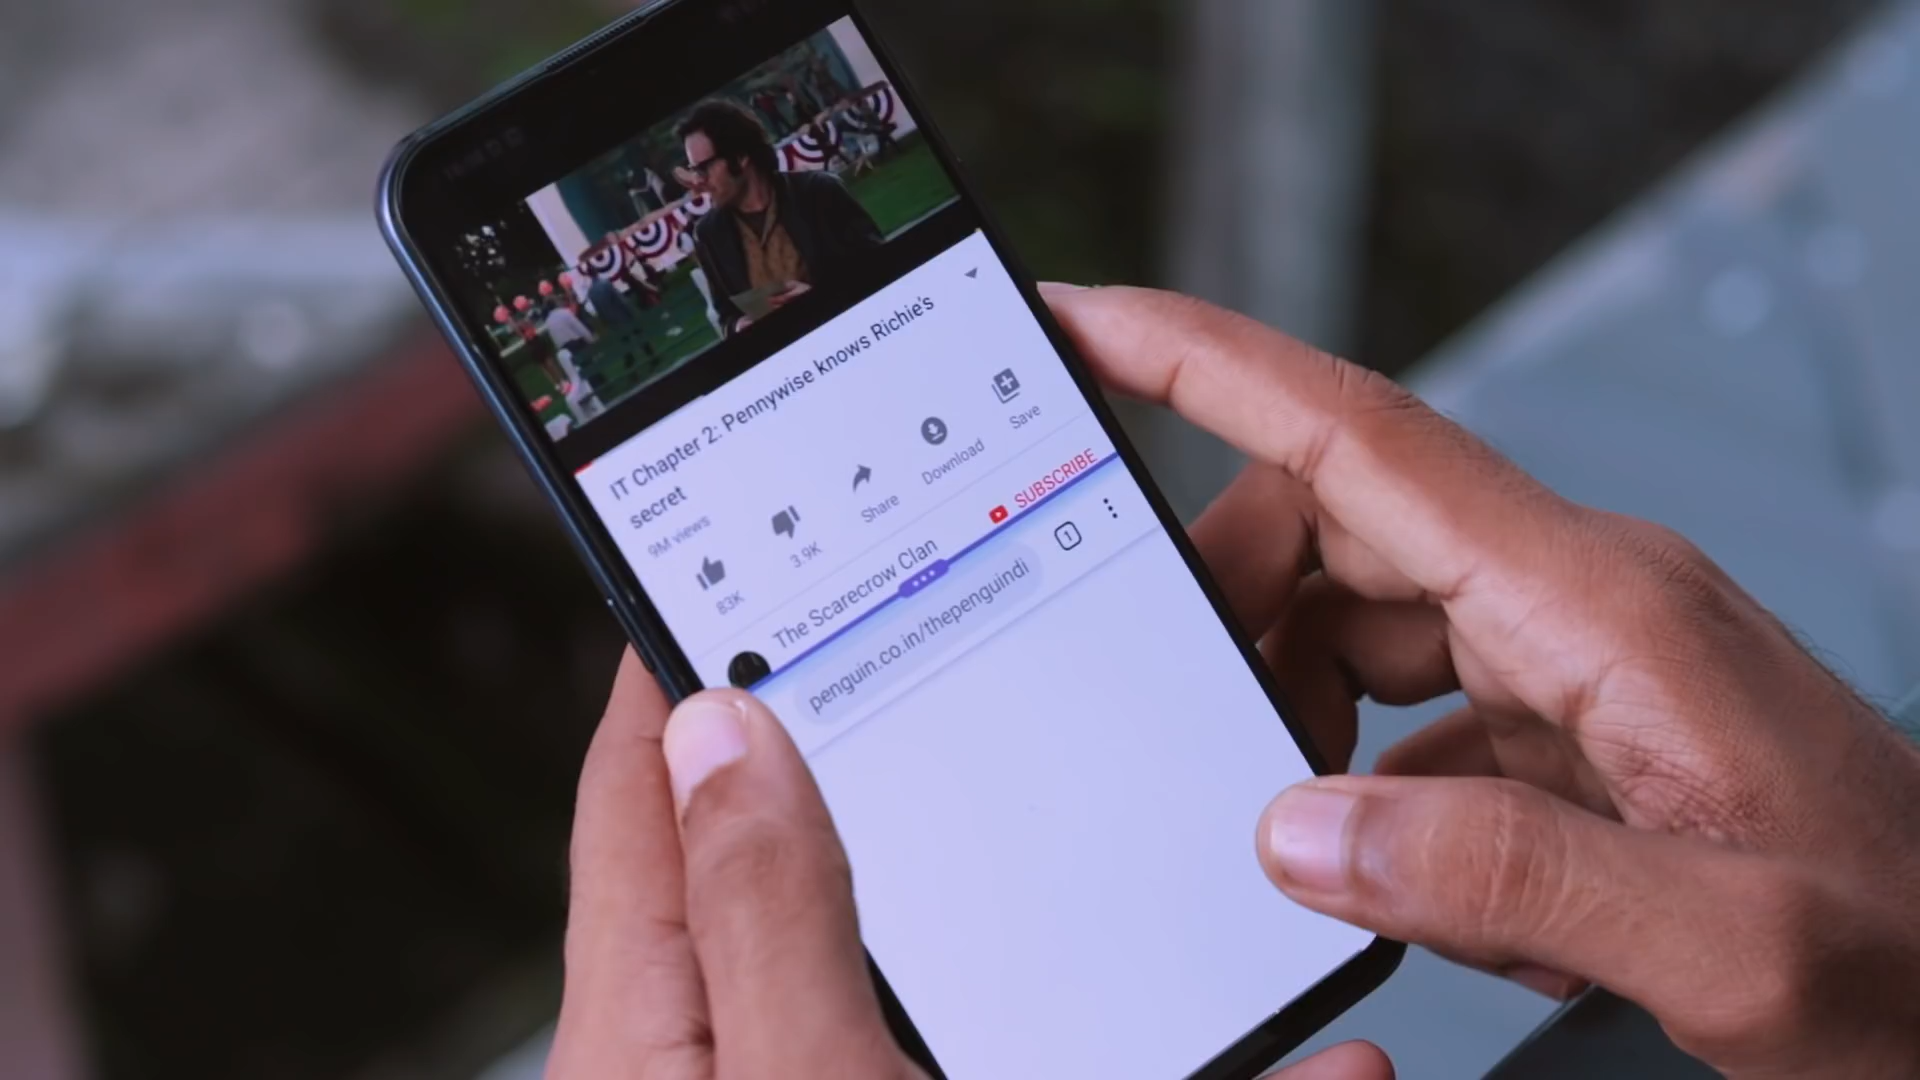 IT Chapter 2: Pennywise knows Richie's
secret
9M views
83K
3.9K
Share
Download
Save
The Scarecrow Clan
SUBSCRIBE
penguin.co.in/thepenguindi
1